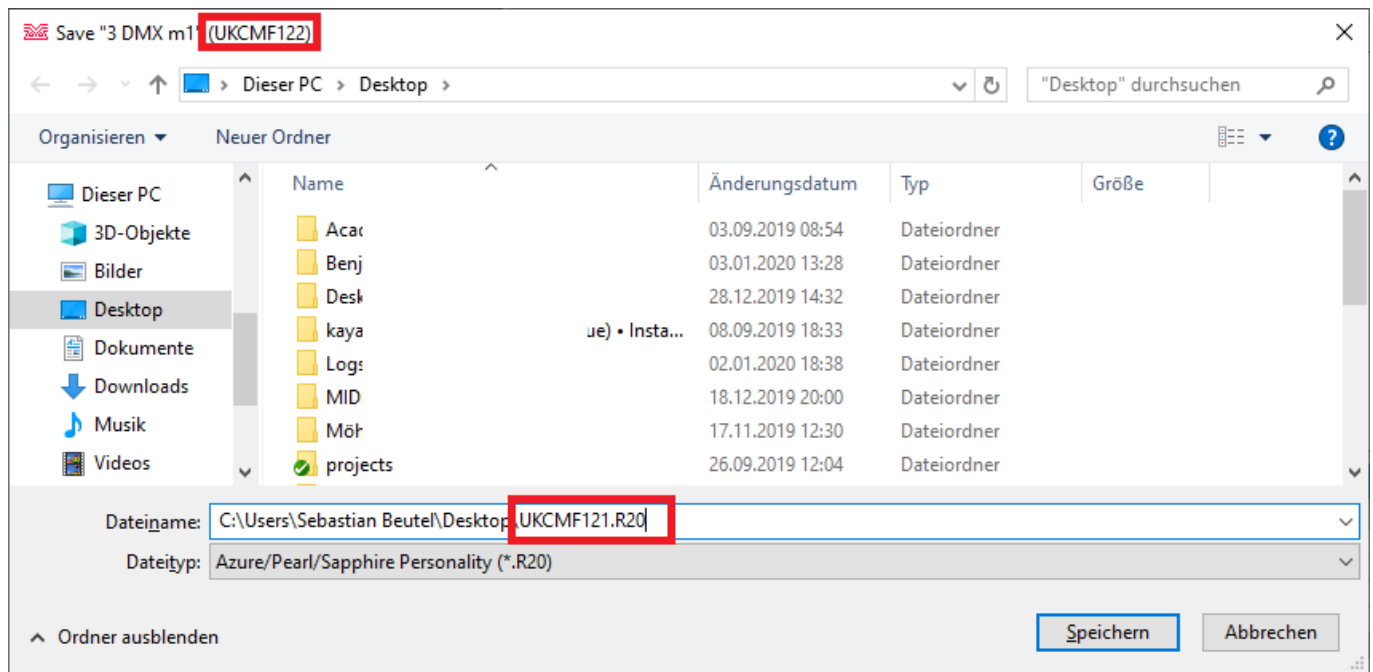 Save "3 DMX m1" (UKCMF122)
Dieser PC > Desktop >
"Desktop" durchsuchen
Organisieren Neuer Ordner ?
Name Änderungsdatum Typ Größe
Dieser PC
3D-Objekte
Bilder
Desktop
Dokumente
Downloads
Musik
Videos
Acac 03.09.2019 08:54 Dateiordner
Benj 03.01.2020 13:28 Dateiordner
Desk 28.12.2019 14:32 Dateiordner
kaya ue) • Insta... 08.09.2019 18:33 Dateiordner
Logs 02.01.2020 18:38 Dateiordner
MID 18.12.2019 20:00 Dateiordner
Möh 17.11.2019 12:30 Dateiordner
projects 26.09.2019 12:04 Dateiordner
Dateiname: C:\Users\Sebastian Beutel\Desktop\UKCMF121.R20
Dateityp: Azure/Pearl/Sapphire Personality (*.R20)
Ordner ausblenden
Speichern Abbrechen